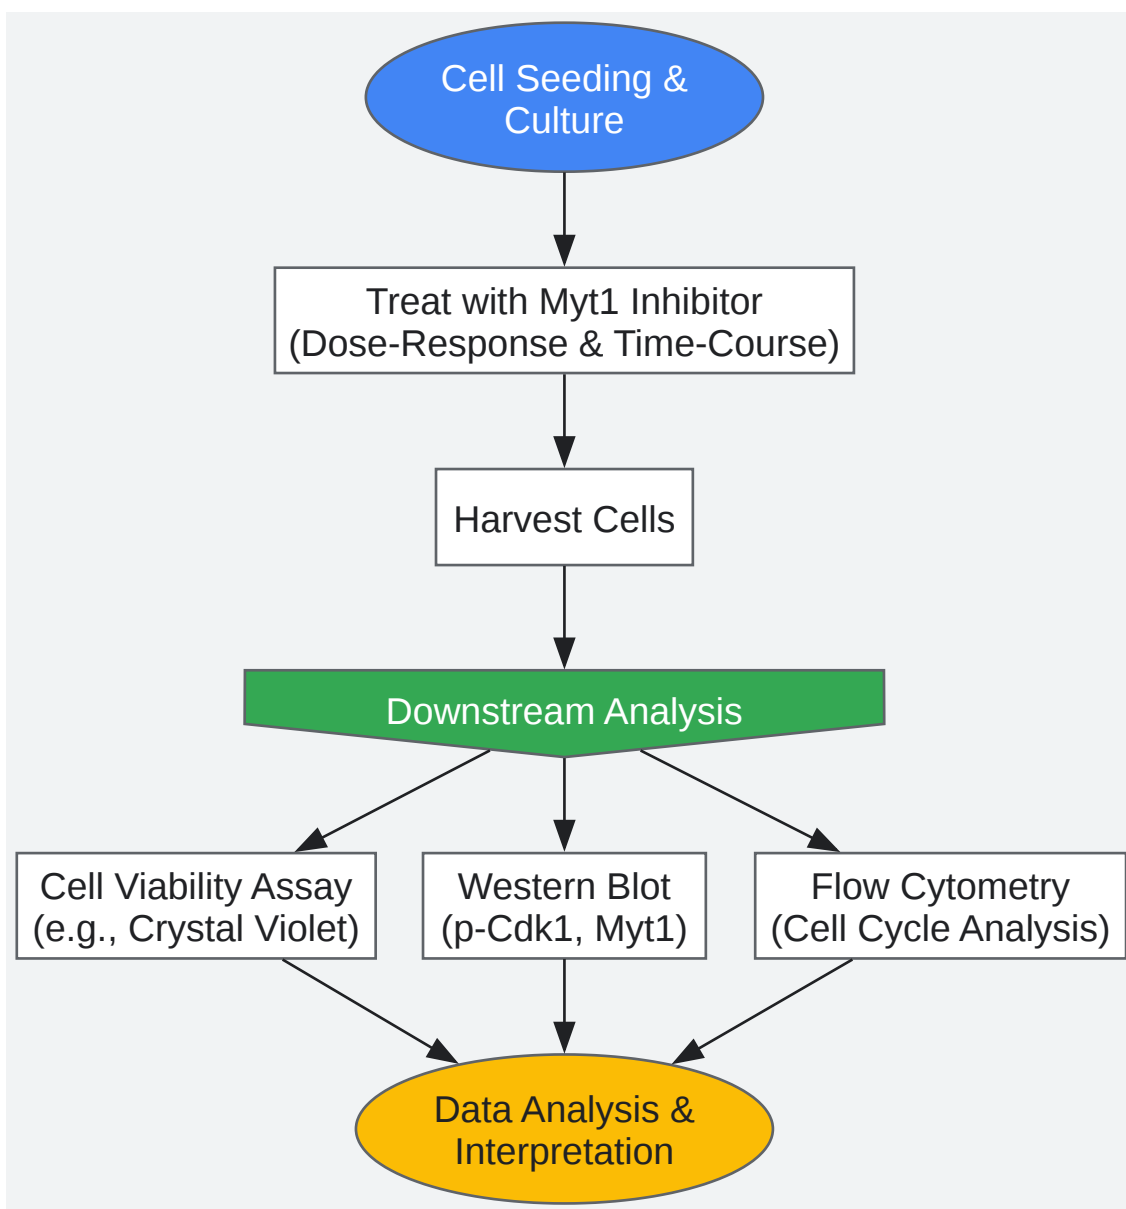 Cell Seeding &
Culture
Treat with Myt1 Inhibitor
(Dose-Response & Time-Course)
Harvest Cells
Downstream Analysis
Cell Viability Assay
(e.g., Crystal Violet)
Western Blot
(p-Cdk1, Myt1)
Flow Cytometry
(Cell Cycle Analysis)
Data Analysis &
Interpretation